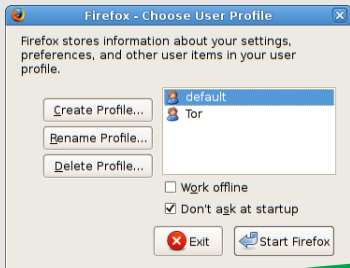 Firefox - Choose User Profile
Firefox stores information about your settings,
preferences, and other user items in your user
profile.
Create Profile...
Rename Profile...
Delete Profile...
default
Tor
Work offline
Don't ask at startup
Exit
Start Firefox